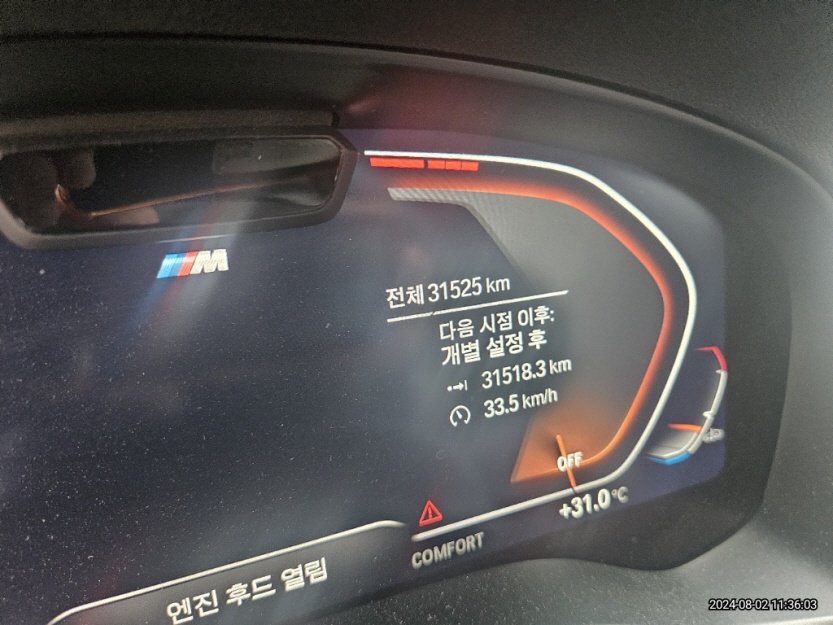 M
전체 31525 km
다음 시점 이후:
개별 설정 후
31518.3 km
33.5 km/h
OFF
+31.0 °C
COMFORT
엔진 후드 열림
2024-08-02 11:36:03